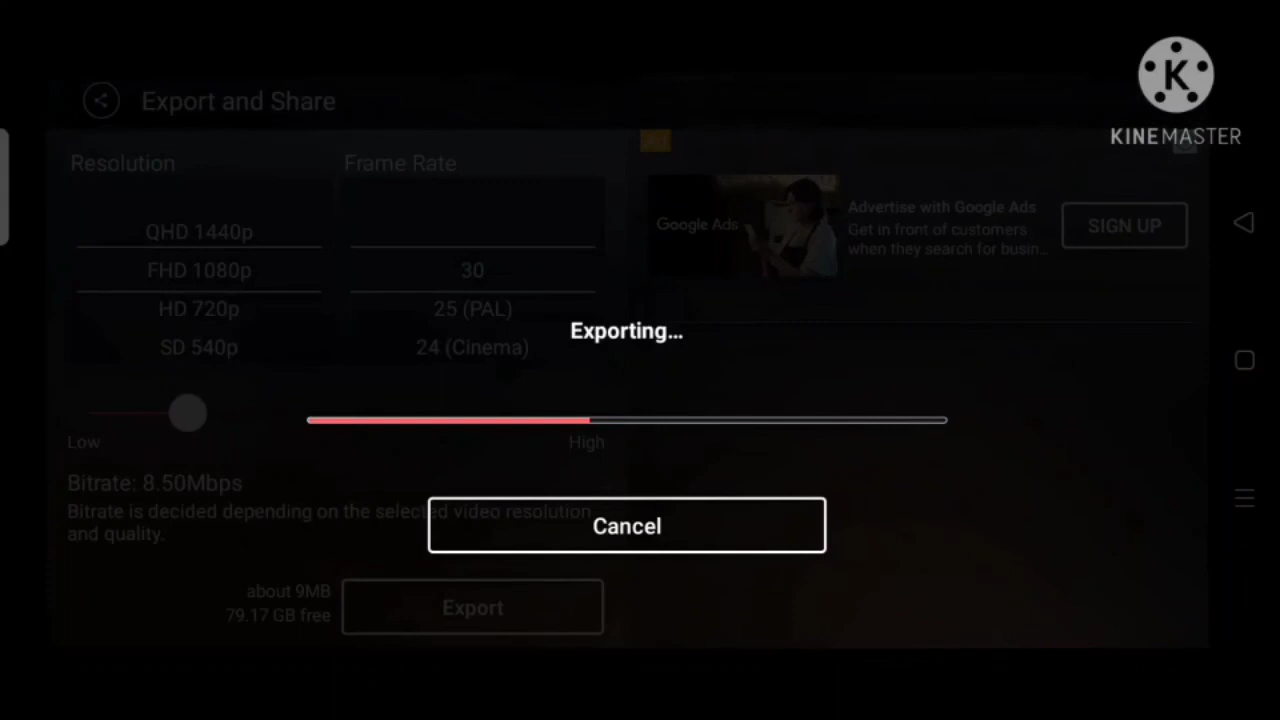 K
KINEMASTER
Export and Share
Resolution
Frame Rate
QHD 1440p
FHD 1080p
HD 720p
SD 540p
30
25 (PAL)
24 (Cinema)
Ad
Google Ads
Advertise with Google Ads
Get in front of customers
when they search for busin...
SIGN UP
Exporting...
Low
High
Bitrate: 8.50Mbps
Bitrate is decided depending on the selected video resolution
and quality.
Cancel
about 9MB
79.17 GB free
Export